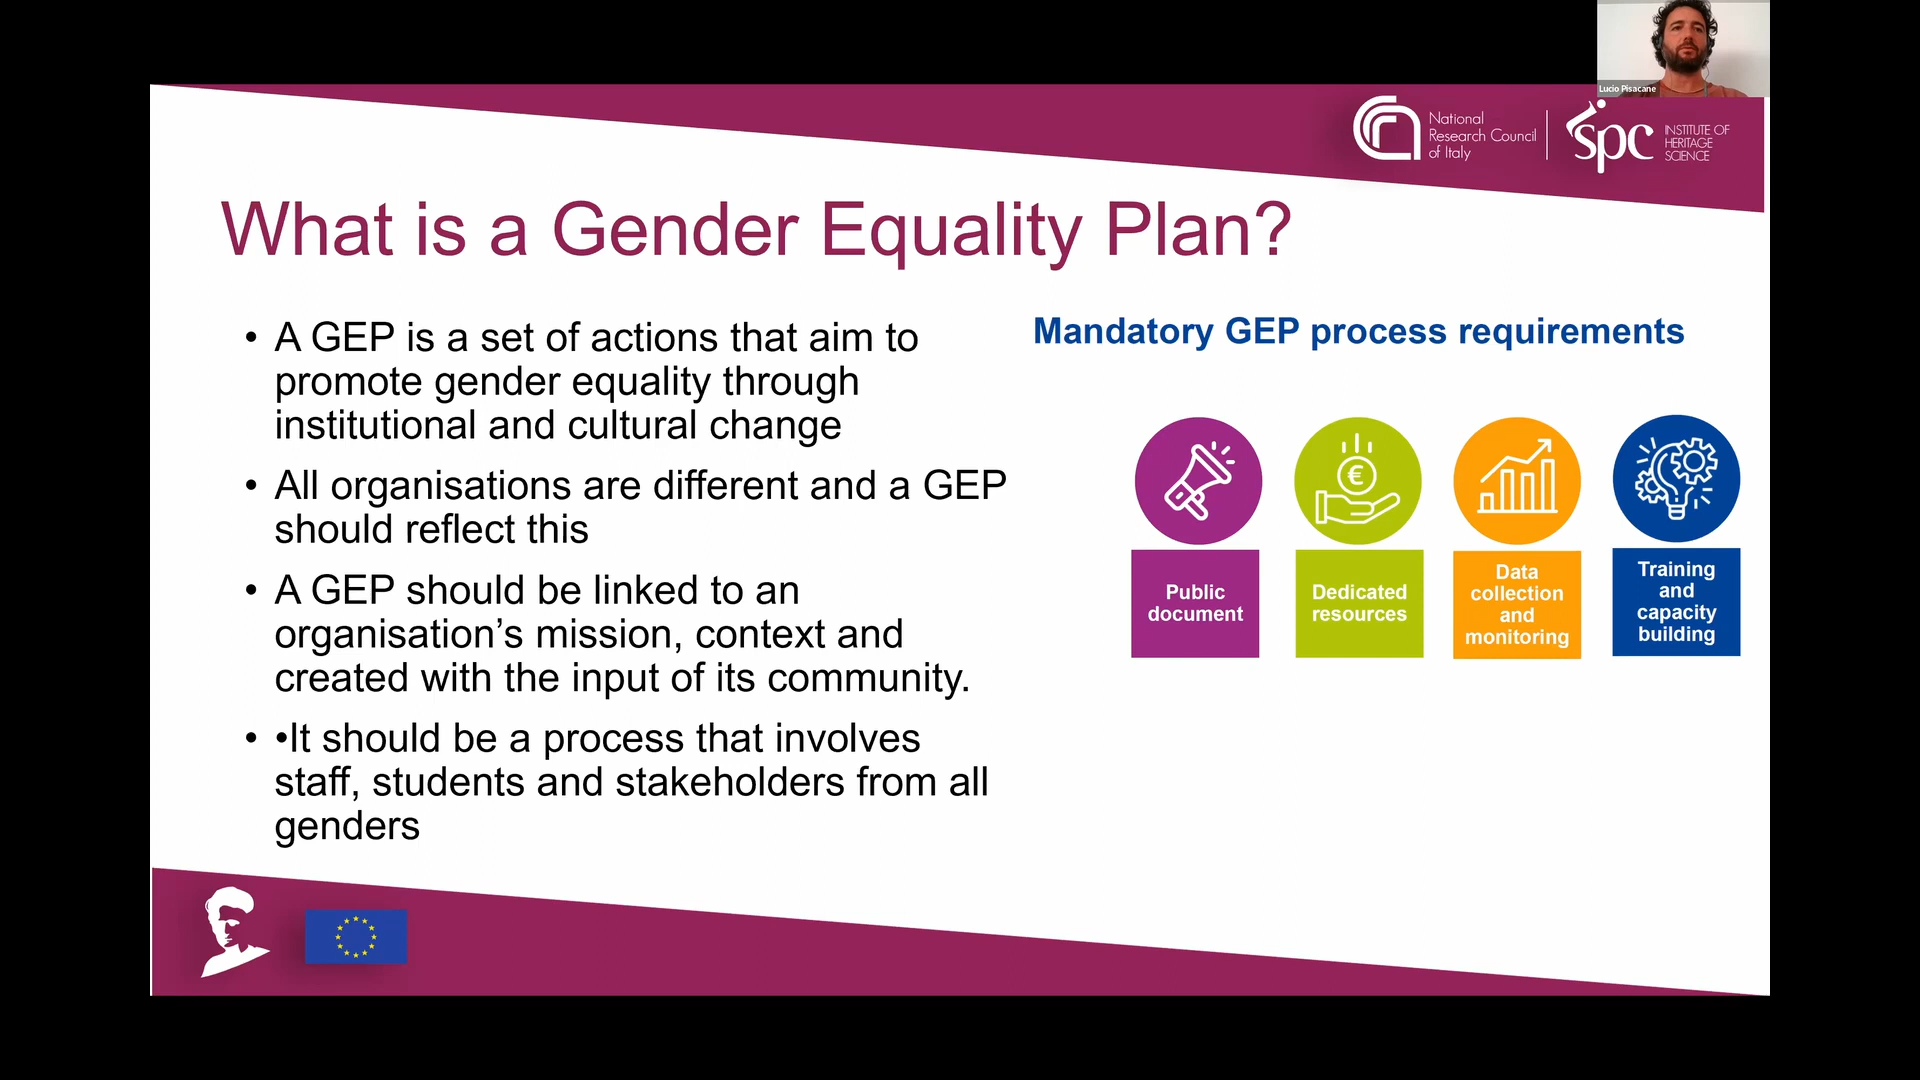 Lucio Pisacane
National
Research Council
of Italy
spc
INSTITUTE OF
HERITAGE
SCIENCE
What is a Gender Equality Plan?
• A GEP is a set of actions that aim to
promote gender equality through
institutional and cultural change
• All organisations are different and a GEP
should reflect this
• A GEP should be linked to an
organisation’s mission, context and
created with the input of its community.
• •It should be a process that involves
staff, students and stakeholders from all
genders
Mandatory GEP process requirements
€
Public
document
Dedicated
resources
Data
collection
and
monitoring
Training
and
capacity
building